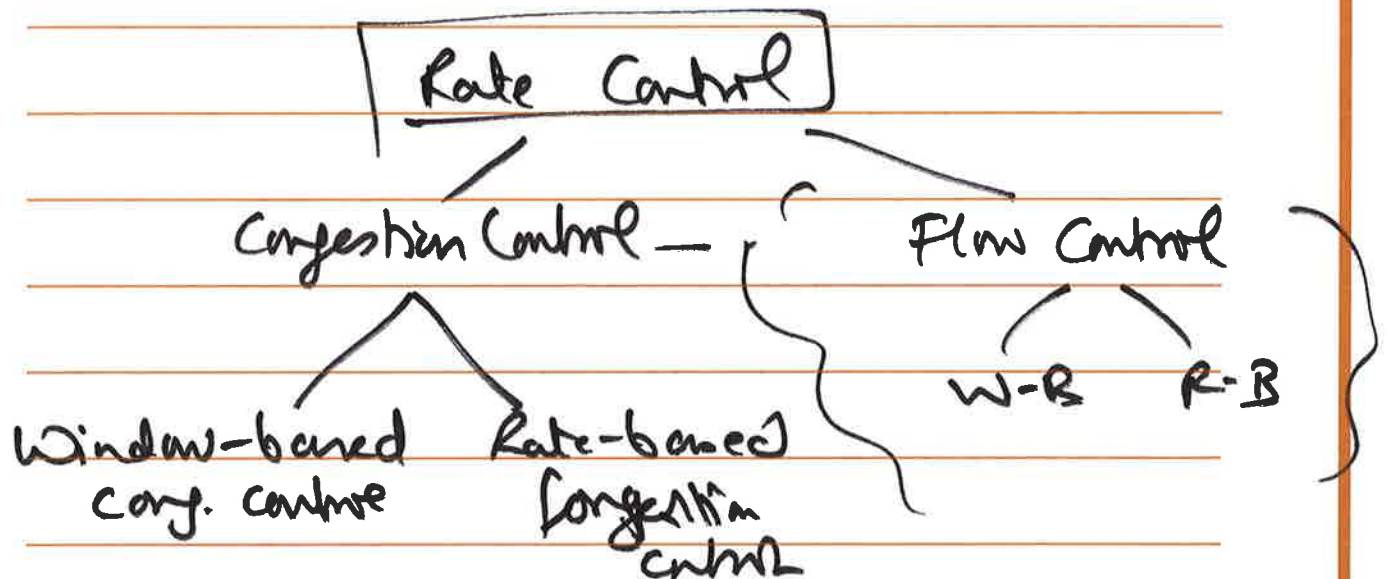 Rate Control
Congestion Control — Flow Control
W-B R-B
Window-based Rate-based
cong. control Congestion
control